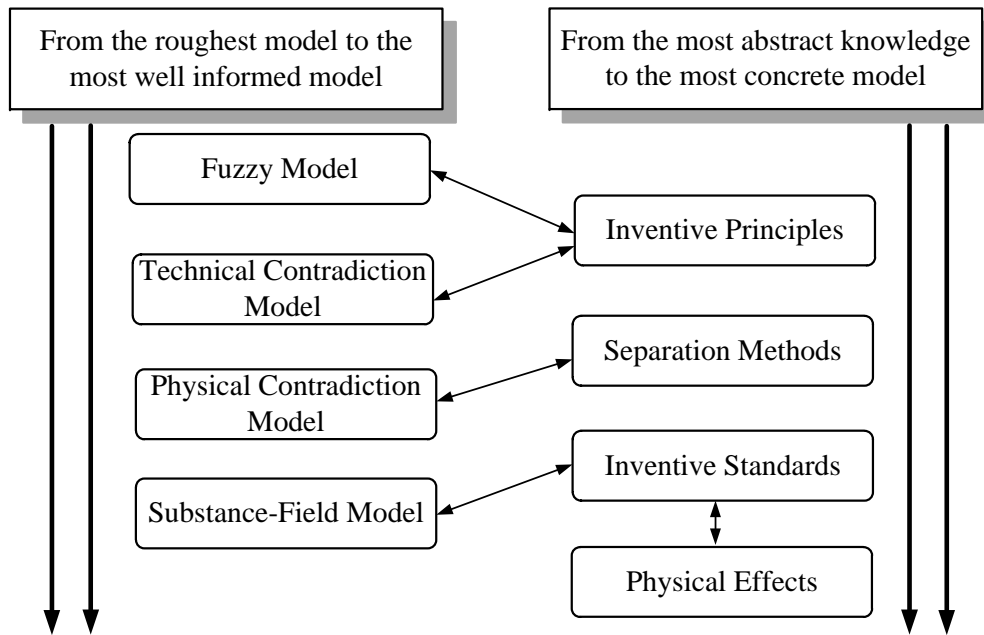 From the roughest model to the
most well informed model
From the most abstract knowledge
to the most concrete model
Fuzzy Model
Inventive Principles
Technical Contradiction
Model
Separation Methods
Physical Contradiction
Model
Inventive Standards
Substance-Field Model
Physical Effects